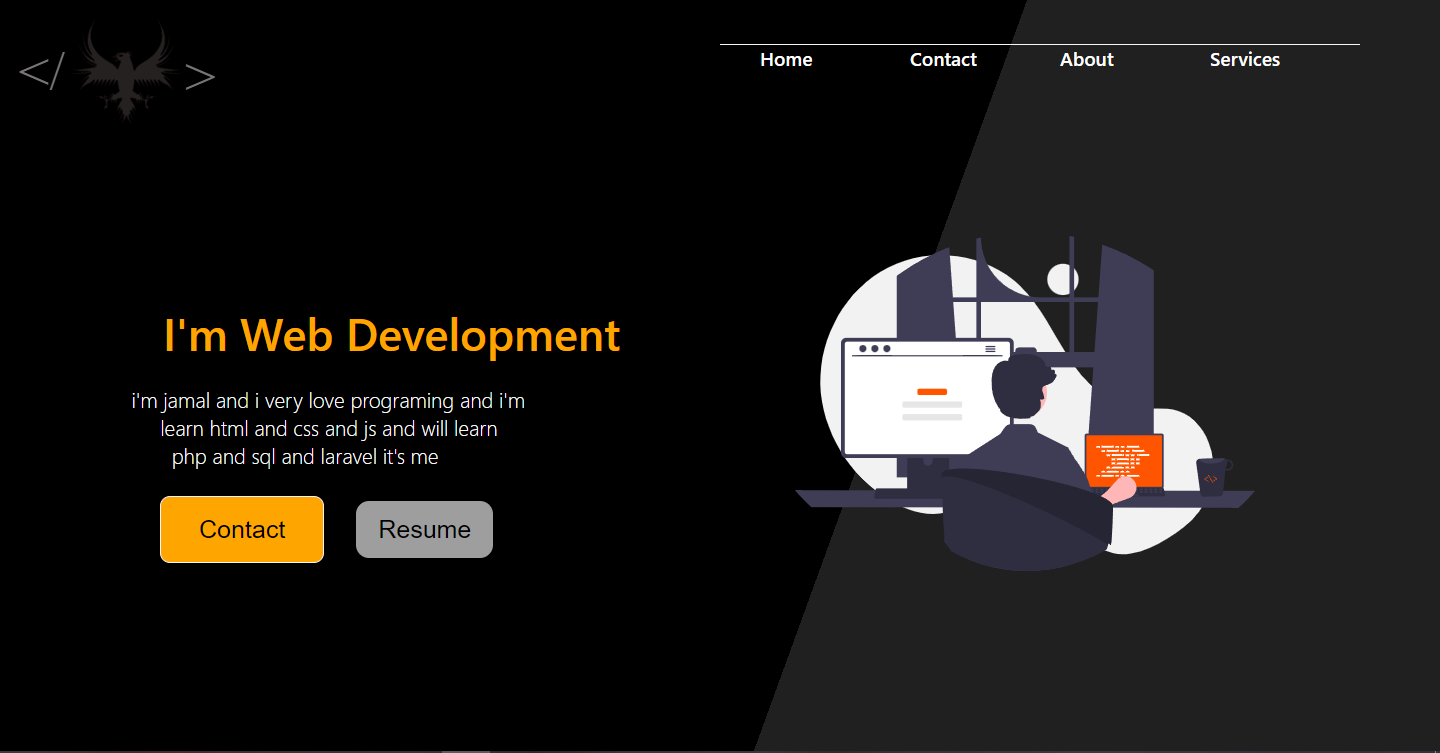 </ >
Home Contact About Services
I'm Web Development
i'm jamal and i very love programing and i'm
learn html and css and js and will learn
php and sql and laravel it's me
Contact Resume